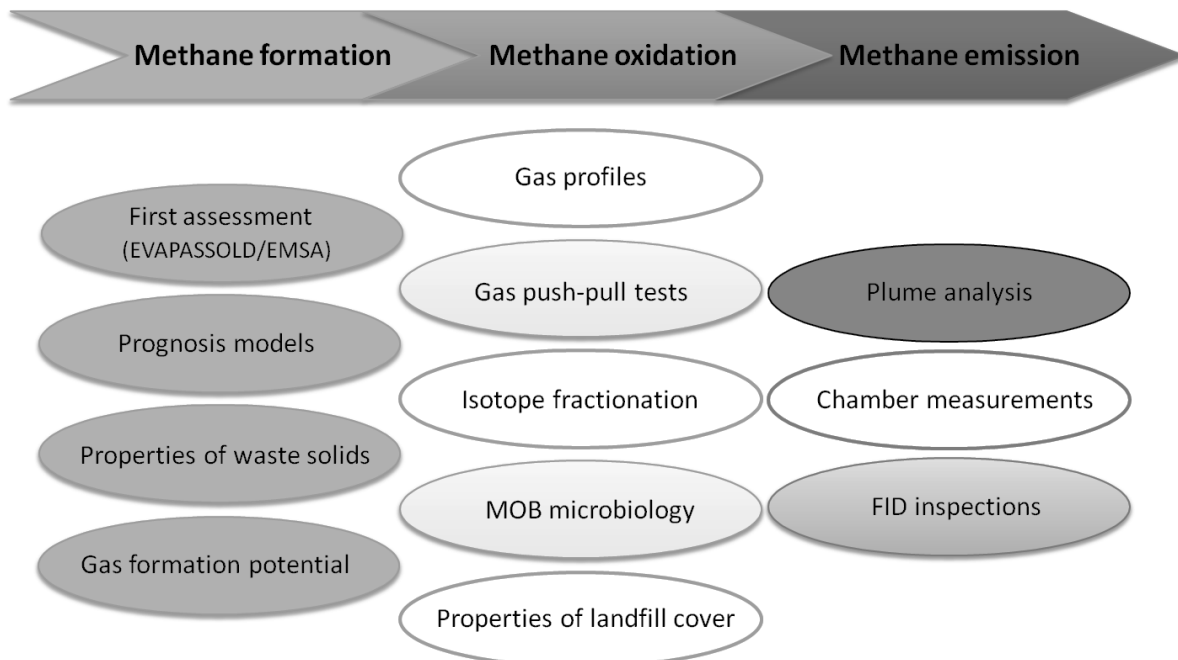 Methane formation
Methane oxidation
Methane emission
First assessment
(EVAPASSOLD/EMSA)
Prognosis models
Properties of waste solids
Gas formation potential
Gas profiles
Gas push-pull tests
Isotope fractionation
MOB microbiology
Properties of landfill cover
Plume analysis
Chamber measurements
FID inspections